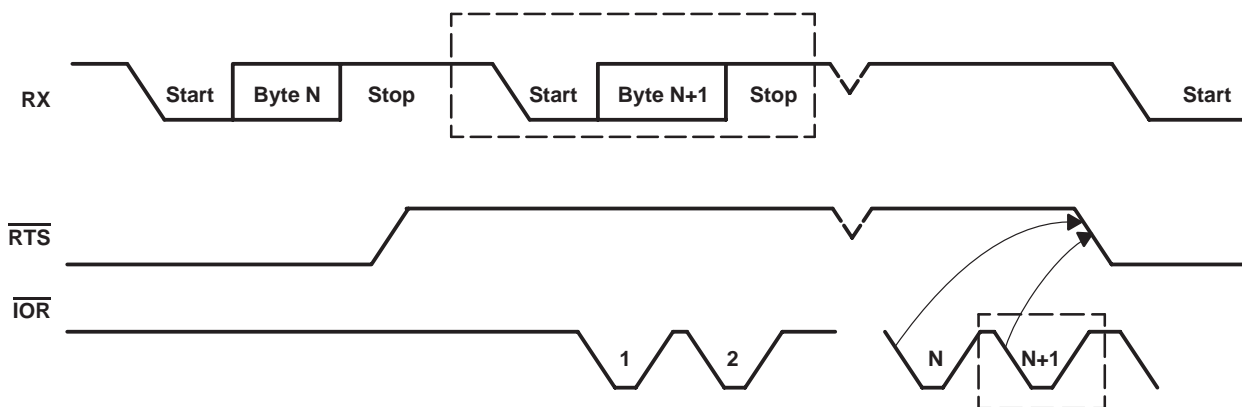 RX Start Byte N Stop Start Byte N+1 Stop Start
RTS
IOR
1 2 N N+1